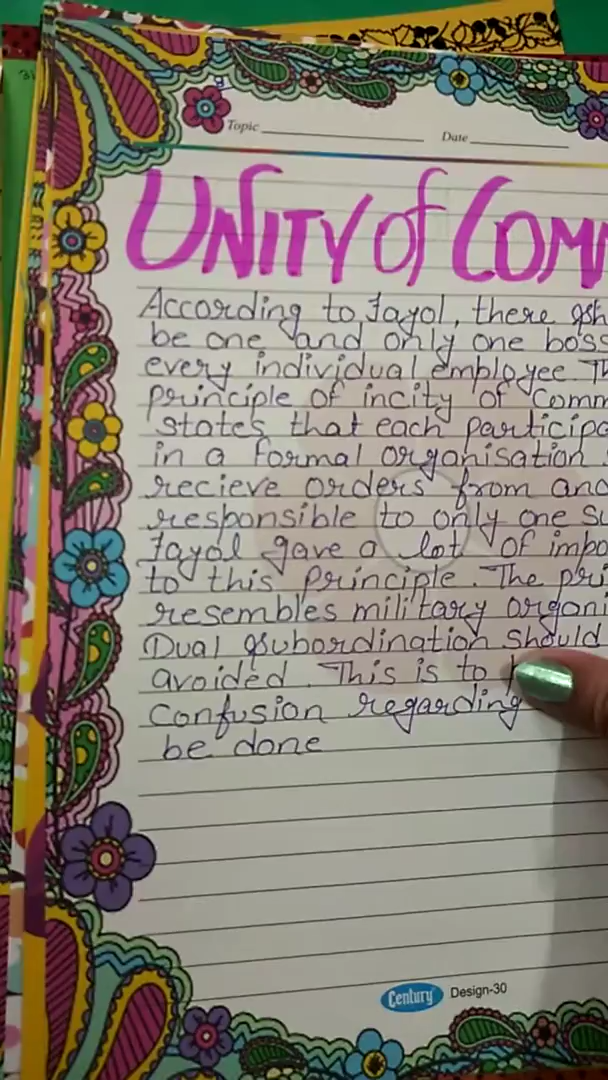 Topic
Date
UNITY of COMM
According to Fayol, there sh
be one and only one boss
every individual employee. Th
principle of incity of Comm
states that each participa
in a formal organisation
recieve orders from and
responsible to only one su
Fayol gave a lot of impo
to this Principle. The pri
resembles military organi
Dual subordination should
avoided. This is to
confusion regarding
be done
Century
Design-30